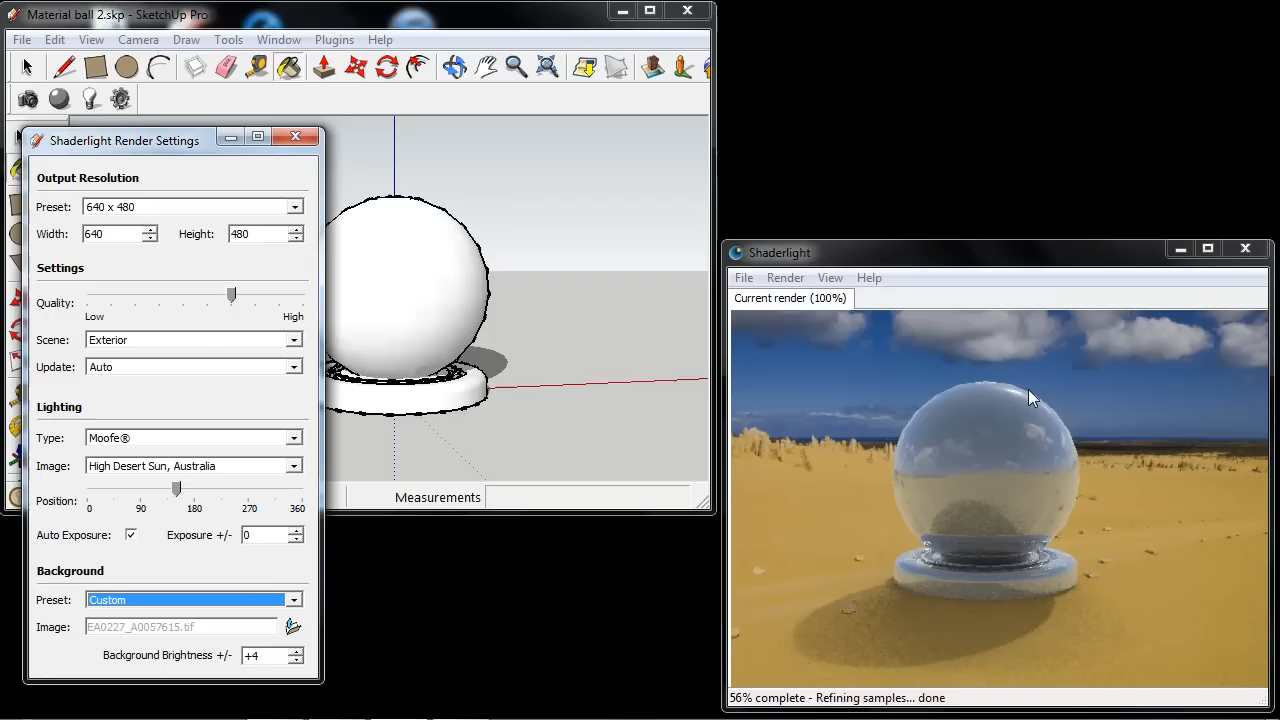 Material ball 2.skp - SketchUp Pro
File Edit View Camera Draw Tools Window Plugins Help
Shaderlight Render Settings
Output Resolution
Preset: 640 x 480
Width: 640 Height: 480
Settings
Quality:
Low High
Scene: Exterior
Update: Auto
Lighting
Type: Moofe®
Image: High Desert Sun, Australia
Position:
0 90 180 270 360
Auto Exposure: Exposure +/- 0
Background
Preset: Custom
Image: EA0227_A0057615.tif
Background Brightness +/- +4
Measurements
Shaderlight
File Render View Help
Current render (100%)
56% complete - Refining samples... done